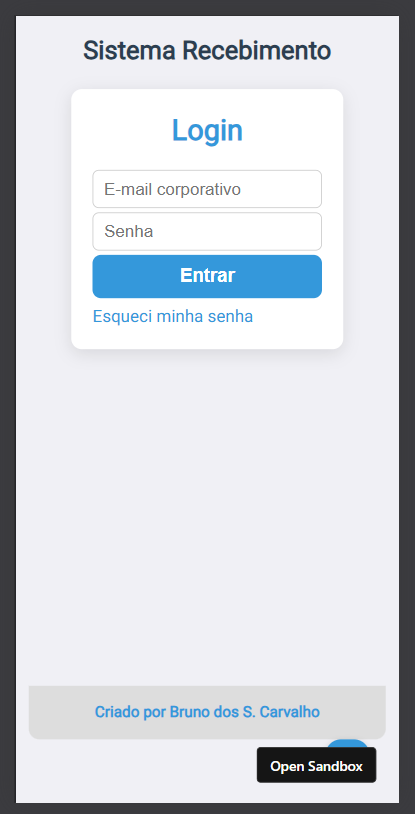 Sistema Recebimento
Login
E-mail corporativo
Senha
Entrar
Esqueci minha senha
Criado por Bruno dos S. Carvalho
Open Sandbox